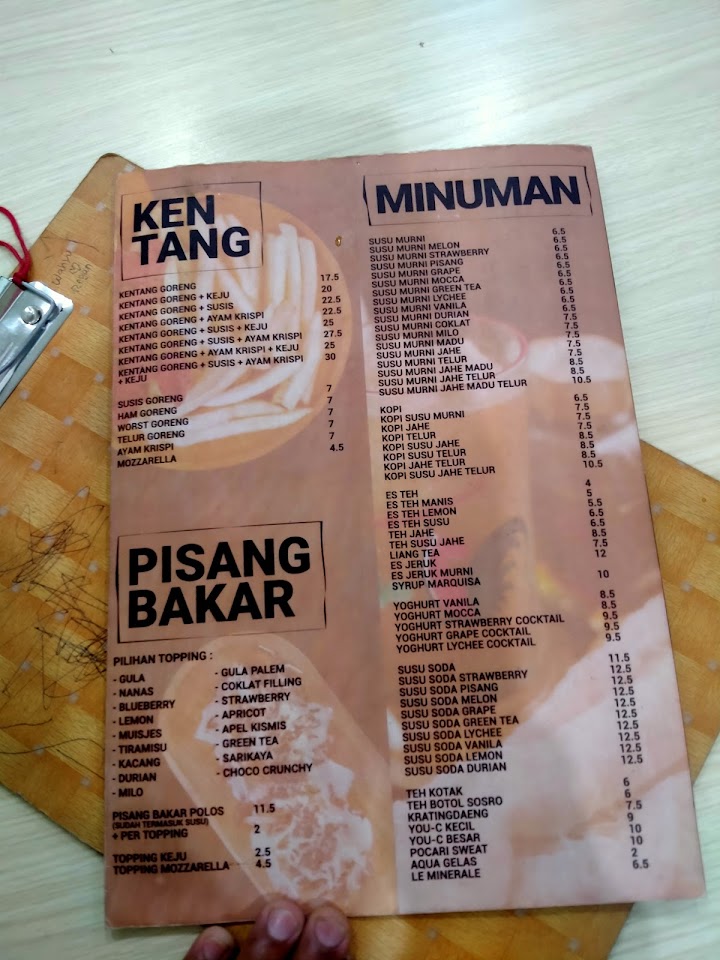 KEN
TANG
KENTANG GORENG 17.5
KENTANG GORENG + KEJU 20
KENTANG GORENG + SUSIS 22.5
KENTANG GORENG + AYAM KRISPI 22.5
KENTANG GORENG + SUSIS + KEJU 25
KENTANG GORENG + SUSIS + AYAM KRISPI 27.5
KENTANG GORENG + AYAM KRISPI + KEJU 25
KENTANG GORENG + SUSIS + AYAM KRISPI 30
+ KEJU
SUSIS GORENG 7
HAM GORENG 7
WORST GORENG 7
TELUR GORENG 7
AYAM KRISPI
MOZZARELLA 4.5
PISANG
BAKAR
PILIHAN TOPPING :
- GULA
- NANAS
- BLUEBERRY
- LEMON
- MUISJES
- TIRAMISU
- KACANG
- DURIAN
- MILO
- GULA PALEM
- COKLAT FILLING
- STRAWBERRY
- APRICOT
- APEL KISMIS
- GREEN TEA
- SARIKAYA
- CHOCO CRUNCHY
PISANG BAKAR POLOS 11.5
(SUDAH TERMASUK SUSU)
+ PER TOPPING 2
TOPPING KEJU 2.5
TOPPING MOZZARELLA 4.5
MINUMAN
SUSU MURNI 6.5
SUSU MURNI MELON 6.5
SUSU MURNI STRAWBERRY 6.5
SUSU MURNI PISANG 6.5
SUSU MURNI GRAPE 6.5
SUSU MURNI MOCCA 6.5
SUSU MURNI GREEN TEA 6.5
SUSU MURNI LYCHEE 6.5
SUSU MURNI VANILA 6.5
SUSU MURNI DURIAN 7.5
SUSU MURNI COKLAT 7.5
SUSU MURNI MILO 7.5
SUSU MURNI MADU 7.5
SUSU MURNI JAHE 7.5
SUSU MURNI TELUR 7.5
SUSU MURNI JAHE MADU 8.5
SUSU MURNI JAHE TELUR 8.5
SUSU MURNI JAHE MADU TELUR 10.5
KOPI 6.5
KOPI SUSU MURNI 7.5
KOPI JAHE 7.5
KOPI TELUR 7.5
KOPI SUSU JAHE 8.5
KOPI SUSU TELUR 8.5
KOPI JAHE TELUR 8.5
KOPI SUSU JAHE TELUR 10.5
ES TEH 4
ES TEH MANIS 5
ES TEH LEMON 5.5
ES TEH SUSU 6.5
TEH JAHE 6.5
TEH SUSU JAHE 8.5
LIANG TEA 7.5
ES JERUK 12
ES JERUK MURNI
SYRUP MARQUISA 10
YOGHURT VANILA 8.5
YOGHURT MOCCA 8.5
YOGHURT STRAWBERRY COCKTAIL 9.5
YOGHURT GRAPE COCKTAIL 9.5
YOGHURT LYCHEE COCKTAIL 9.5
SUSU SODA 11.5
SUSU SODA STRAWBERRY 12.5
SUSU SODA PISANG 12.5
SUSU SODA MELON 12.5
SUSU SODA GRAPE 12.5
SUSU SODA GREEN TEA 12.5
SUSU SODA LYCHEE 12.5
SUSU SODA VANILA 12.5
SUSU SODA LEMON 12.5
SUSU SODA DURIAN 12.5
TEH KOTAK 6
TEH BOTOL SOSRO 6
KRATINGDAENG 7.5
YOU-C KECIL 9
YOU-C BESAR 10
POCARI SWEAT 10
AQUA GELAS 2
LE MINERALE 6.5